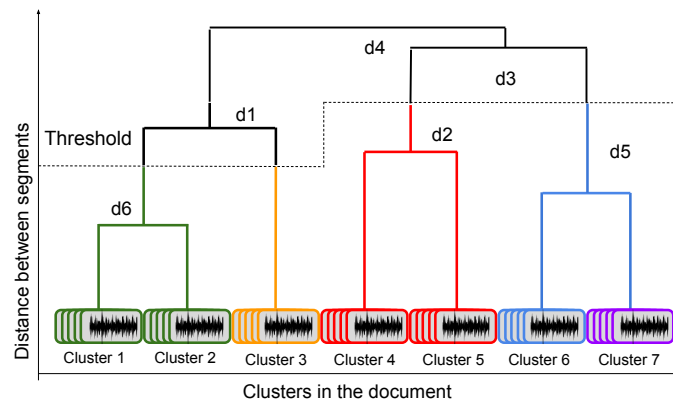 d4
d3
d1
Threshold
d2
d5
d6
Distance between segments
Cluster 1
Cluster 2
Cluster 3
Cluster 4
Cluster 5
Cluster 6
Cluster 7
Clusters in the document